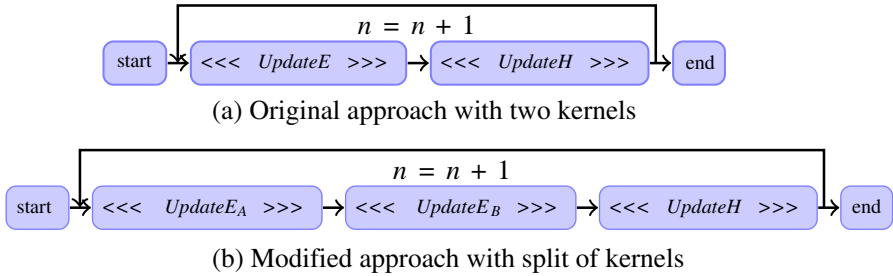 n = n + 1
start <<< UpdateE >>> <<< UpdateH >>> end
(a) Original approach with two kernels
n = n + 1
start <<< UpdateE_A >>> <<< UpdateE_B >>> <<< UpdateH >>> end
(b) Modified approach with split of kernels